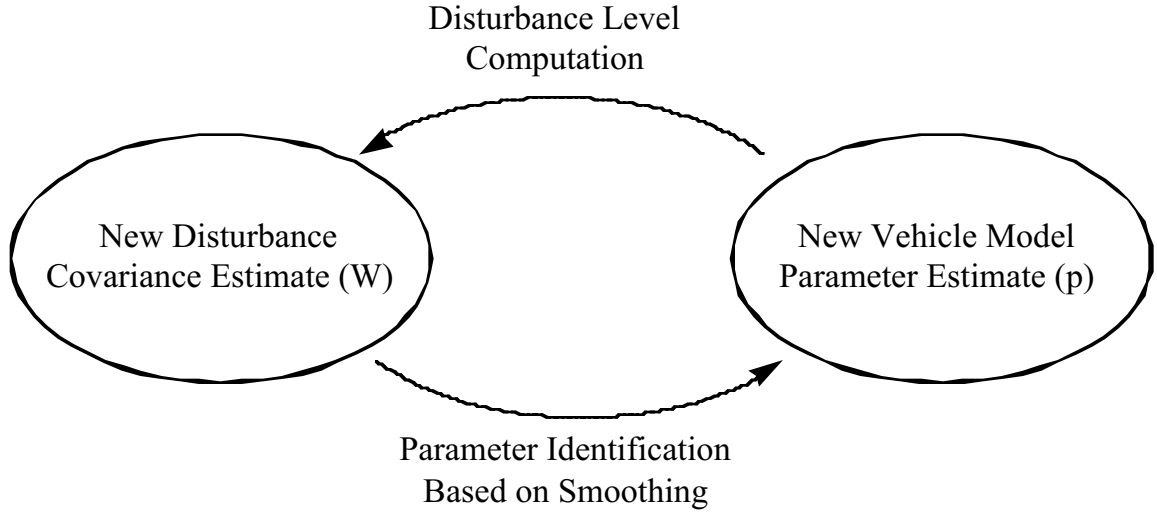 Disturbance Level
Computation
New Disturbance
Covariance Estimate (W)
New Vehicle Model
Parameter Estimate (p)
Parameter Identification
Based on Smoothing